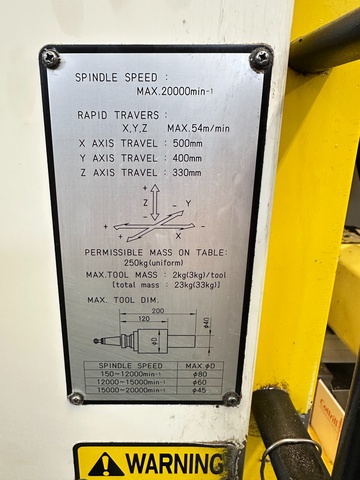 SPINDLE SPEED :
MAX.20000min-1
RAPID TRAVERS :
X,Y,Z MAX.54m/min
X AXIS TRAVEL : 500mm
Y AXIS TRAVEL : 400mm
Z AXIS TRAVEL : 330mm
+ - Y
Z -
- +
+ X -
PERMISSIBLE MASS ON TABLE:
250kg(uniform)
MAX.TOOL MASS : 2kg(3kg)/tool
[total mass : 23kg(33kg)]
MAX. TOOL DIM.
200
120
φD
φ40
SPINDLE SPEED MAX.φD
150~12000min-1 φ80
12000~15000min-1 φ60
15000~20000min-1 φ45
WARNING